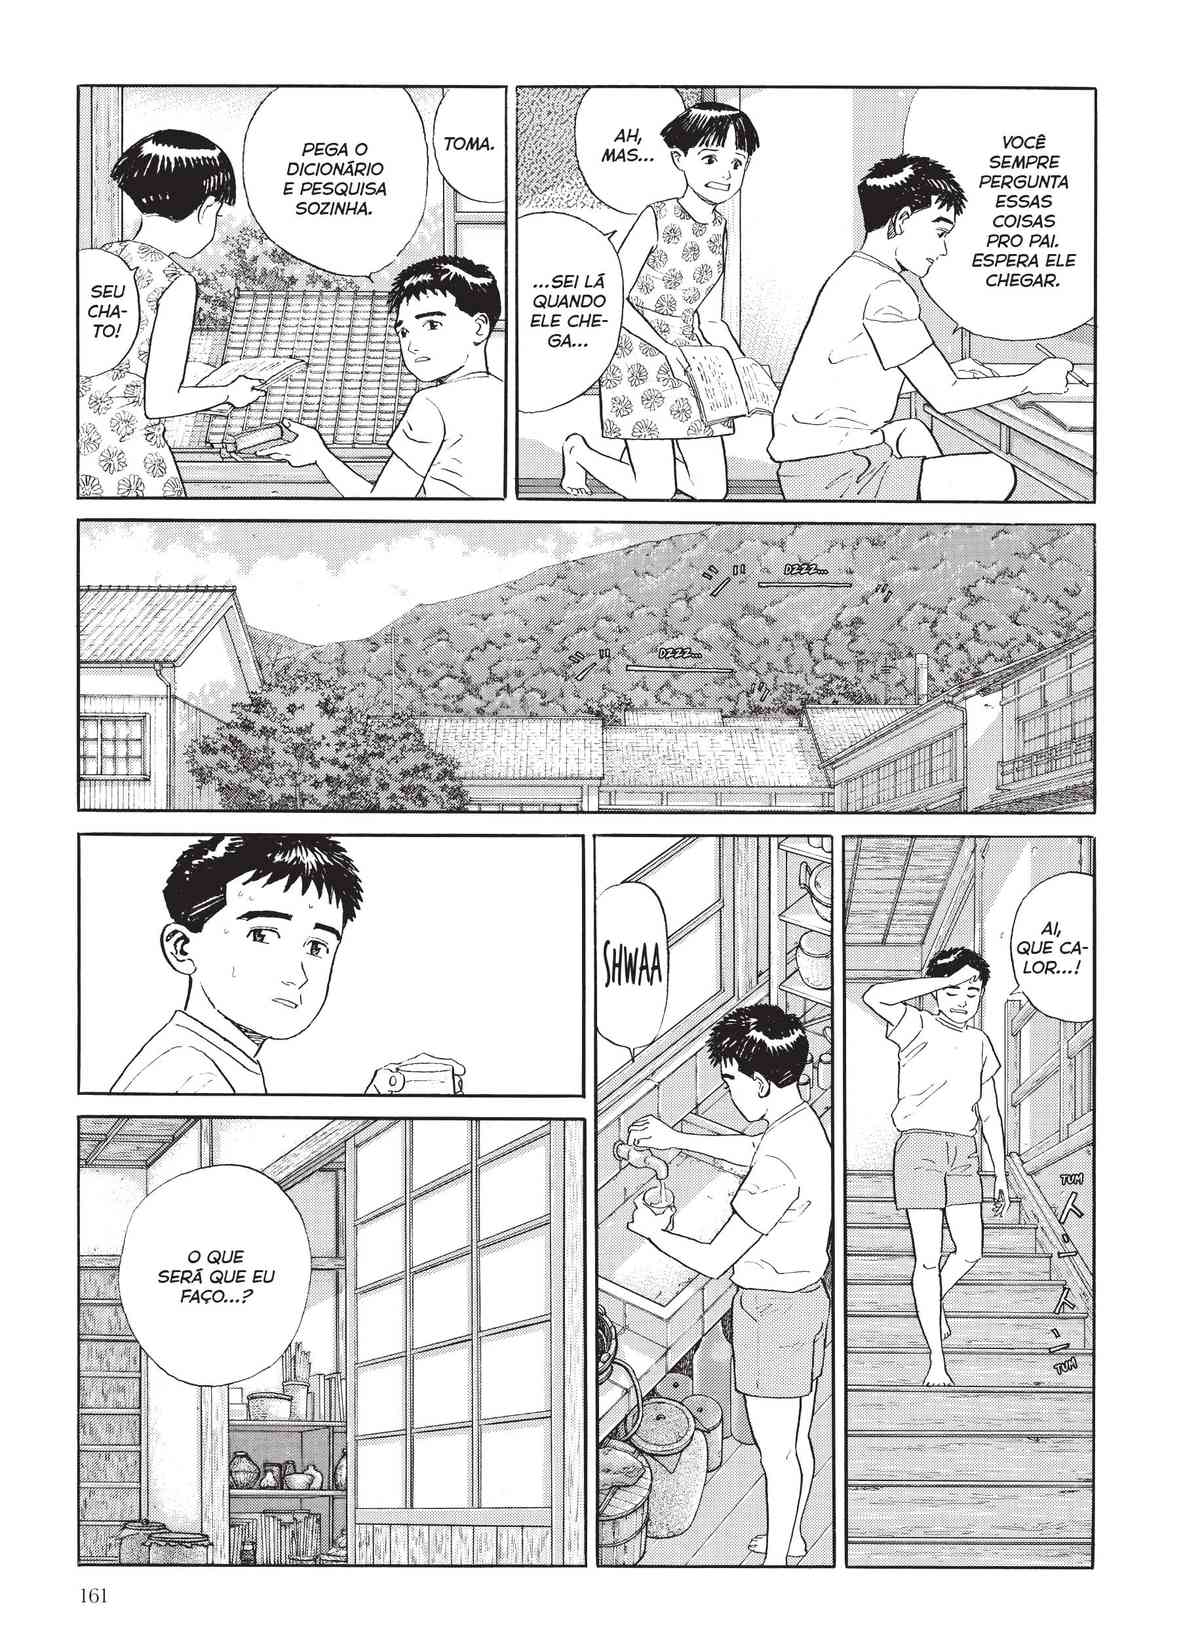 VOCÊ
SEMPRE
PERGUNTA
ESSAS
COISAS
PRO PAI.
ESPERA ELE
CHEGAR.
AH,
MAS...
...SEI LÁ
QUANDO
ELE CHE-
GA...
TOMA.
PEGA O
DICIONÁRIO
E PESQUISA
SOZINHA.
SEU
CHA-
TO!
DZZZ...
DZZZ...
AI,
QUE CA-
LOR...!
TUM
TUM
SHWAA
O QUE
SERÁ QUE EU
FAÇO...?
161